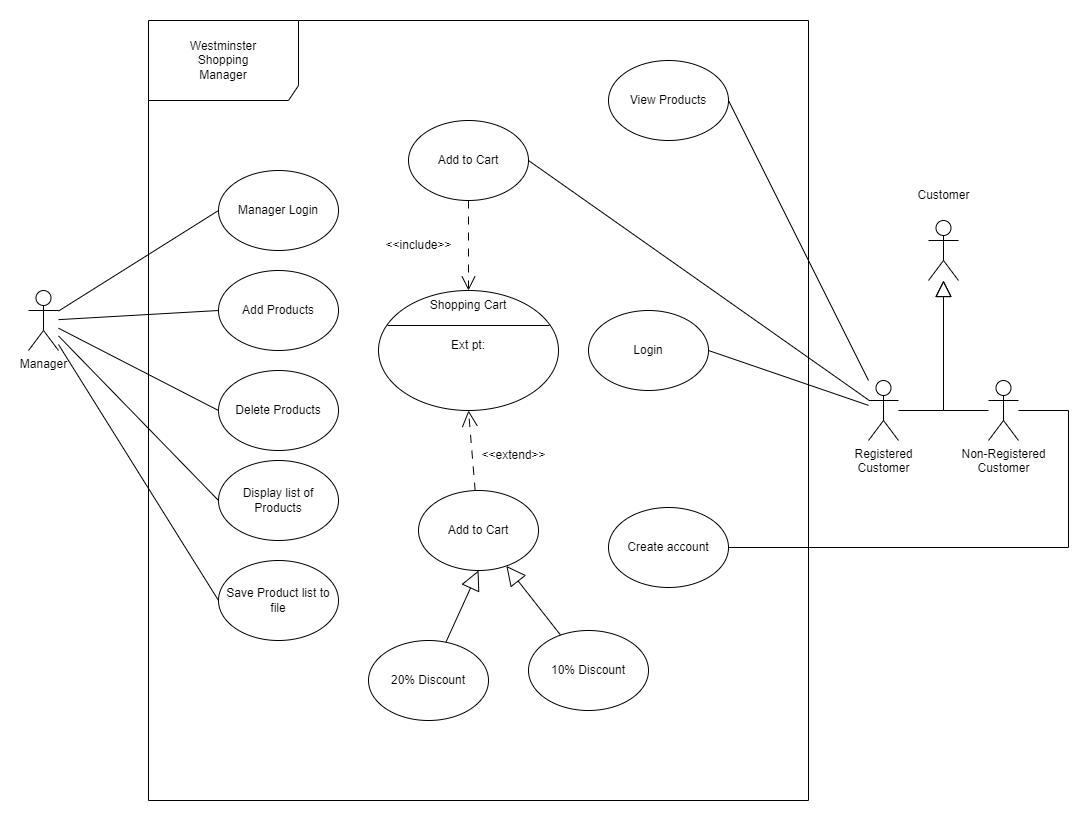 Westminster
Shopping
Manager
View Products
Add to Cart
Customer
Manager Login
<<include>>
Add Products
Shopping Cart
Ext pt:
Login
Manager
Delete Products
<<extend>>
Registered
Customer
Non-Registered
Customer
Display list of
Products
Add to Cart
Create account
Save Product list to
file
20% Discount
10% Discount